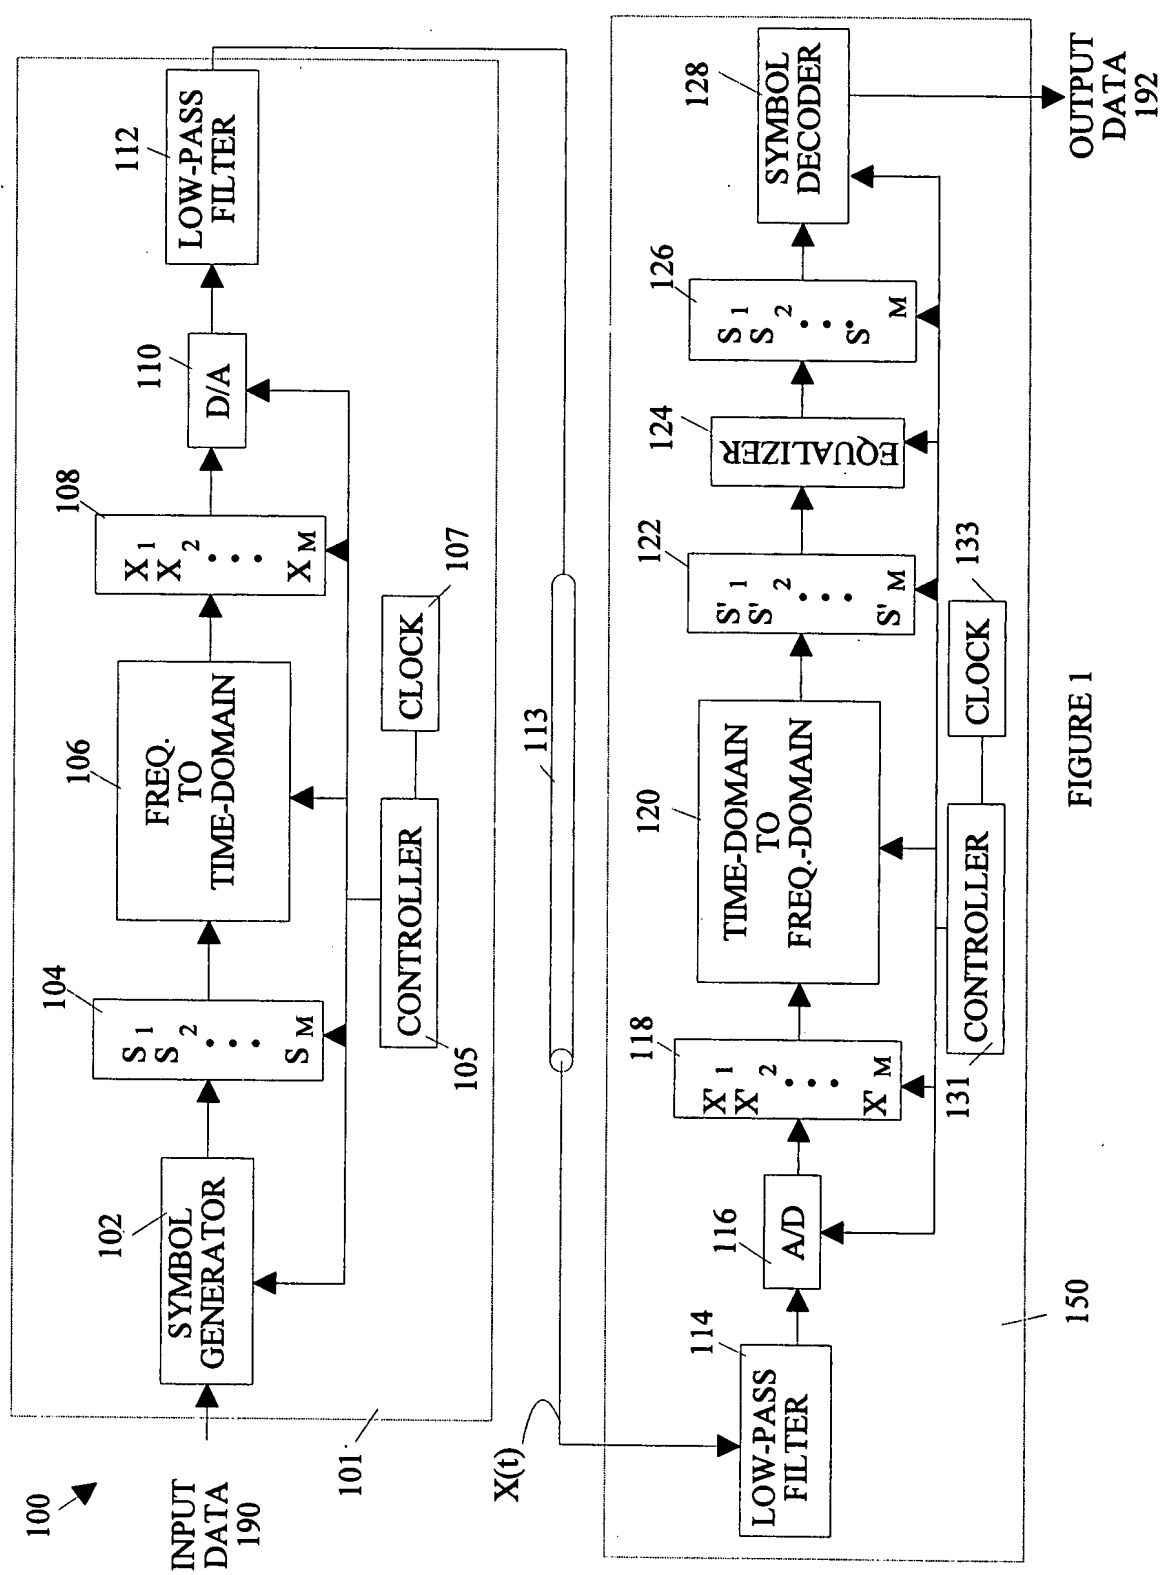 100
INPUT
DATA
190
101
102
SYMBOL
GENERATOR
104
S1
S2
• • •
SM
106
FREQ.
TO
TIME-DOMAIN
108
X1
X2
• • •
XM
110
D/A
112
LOW-PASS
FILTER
105
CONTROLLER
CLOCK
107
113
X(t)
114
LOW-PASS
FILTER
116
A/D
118
X'1
X'2
• • •
X'M
120
TIME-DOMAIN
TO
FREQ.-DOMAIN
122
S'1
S'2
• • •
S'M
124
EQUALIZER
126
S1
S2
• • •
SM
128
SYMBOL
DECODER
131
CONTROLLER
CLOCK
133
150
OUTPUT
DATA
192
FIGURE 1